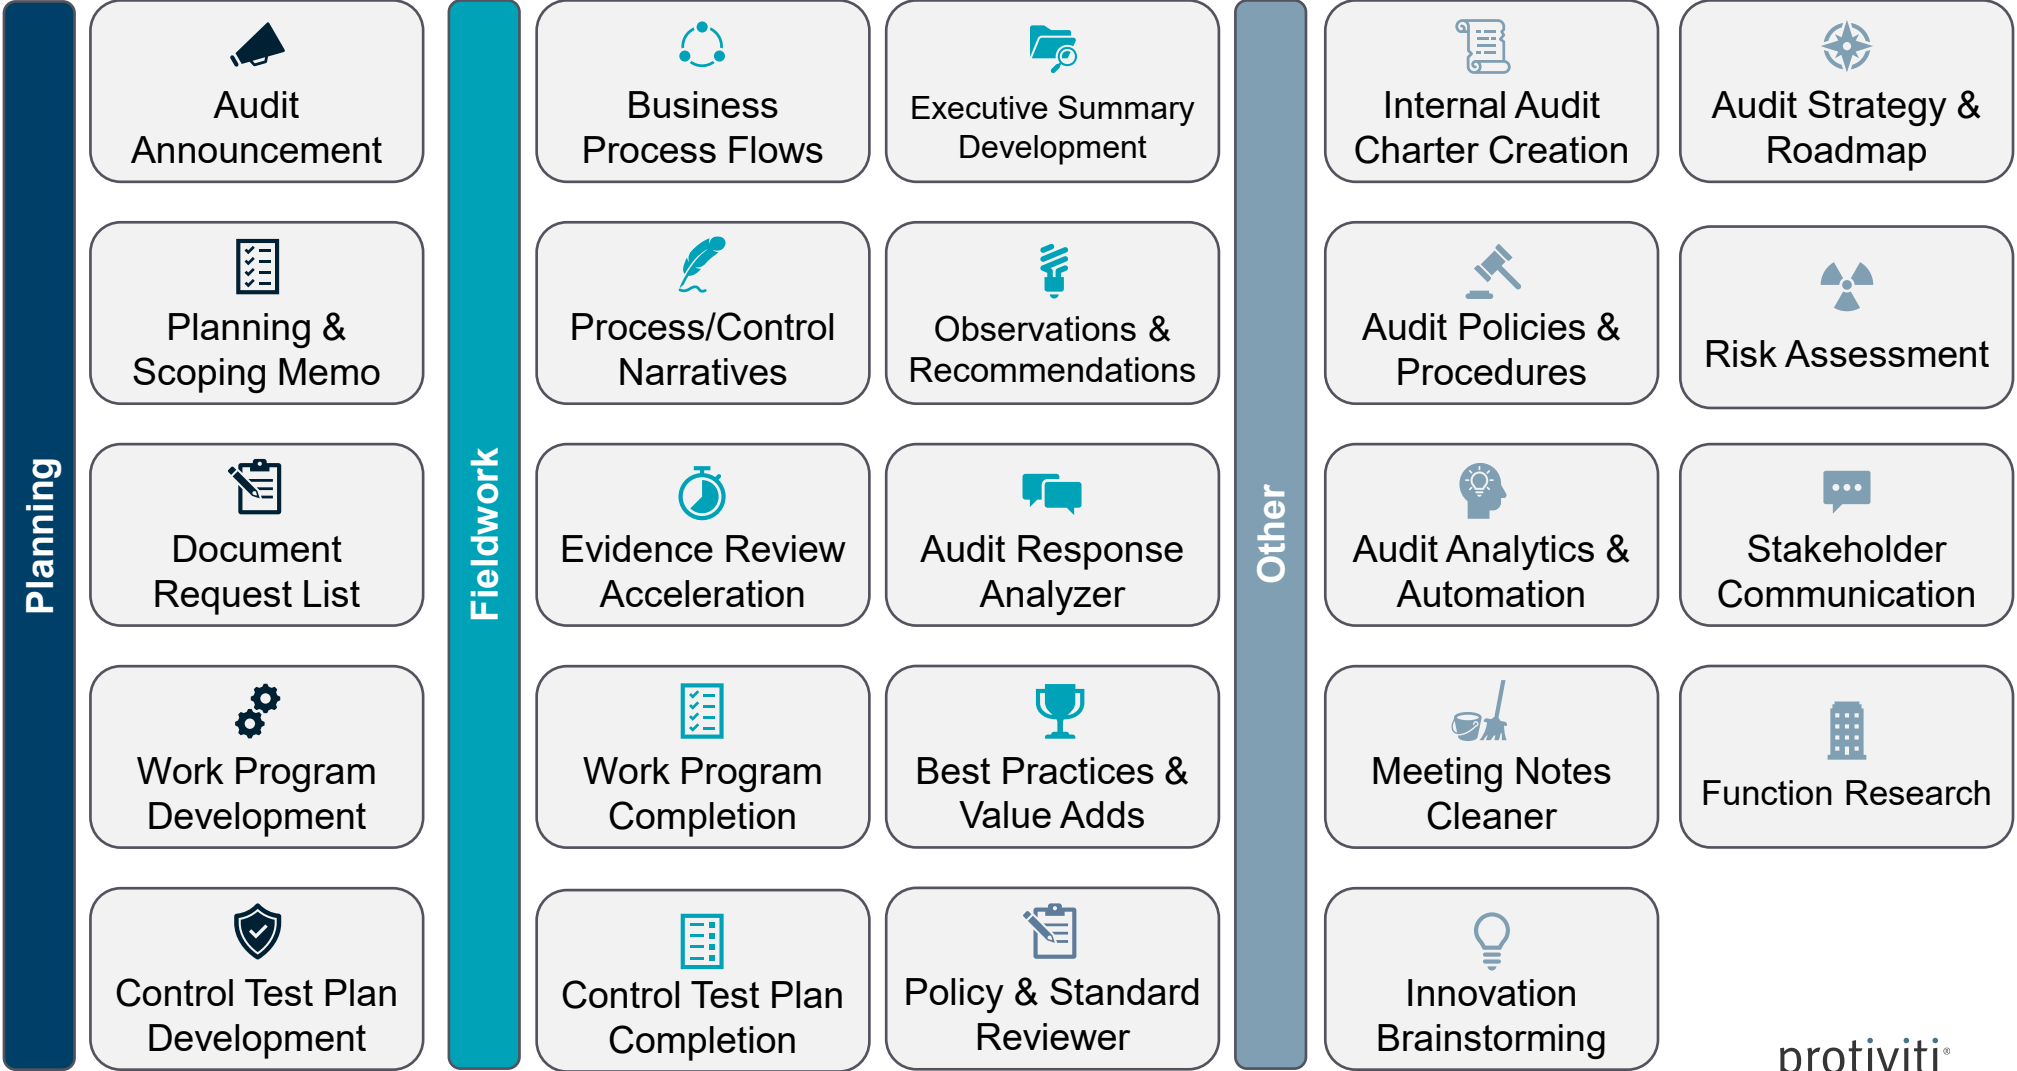 Planning
Audit
Announcement
Planning &
Scoping Memo
Document
Request List
Work Program
Development
Control Test Plan
Development
Fieldwork
Business
Process Flows
Executive Summary
Development
Process/Control
Narratives
Observations &
Recommendations
Evidence Review
Acceleration
Audit Response
Analyzer
Work Program
Completion
Best Practices &
Value Adds
Control Test Plan
Completion
Policy & Standard
Reviewer
Other
Internal Audit
Charter Creation
Audit Strategy &
Roadmap
Audit Policies &
Procedures
Risk Assessment
Audit Analytics &
Automation
Stakeholder
Communication
Meeting Notes
Cleaner
Function Research
Innovation
Brainstorming
protiviti®